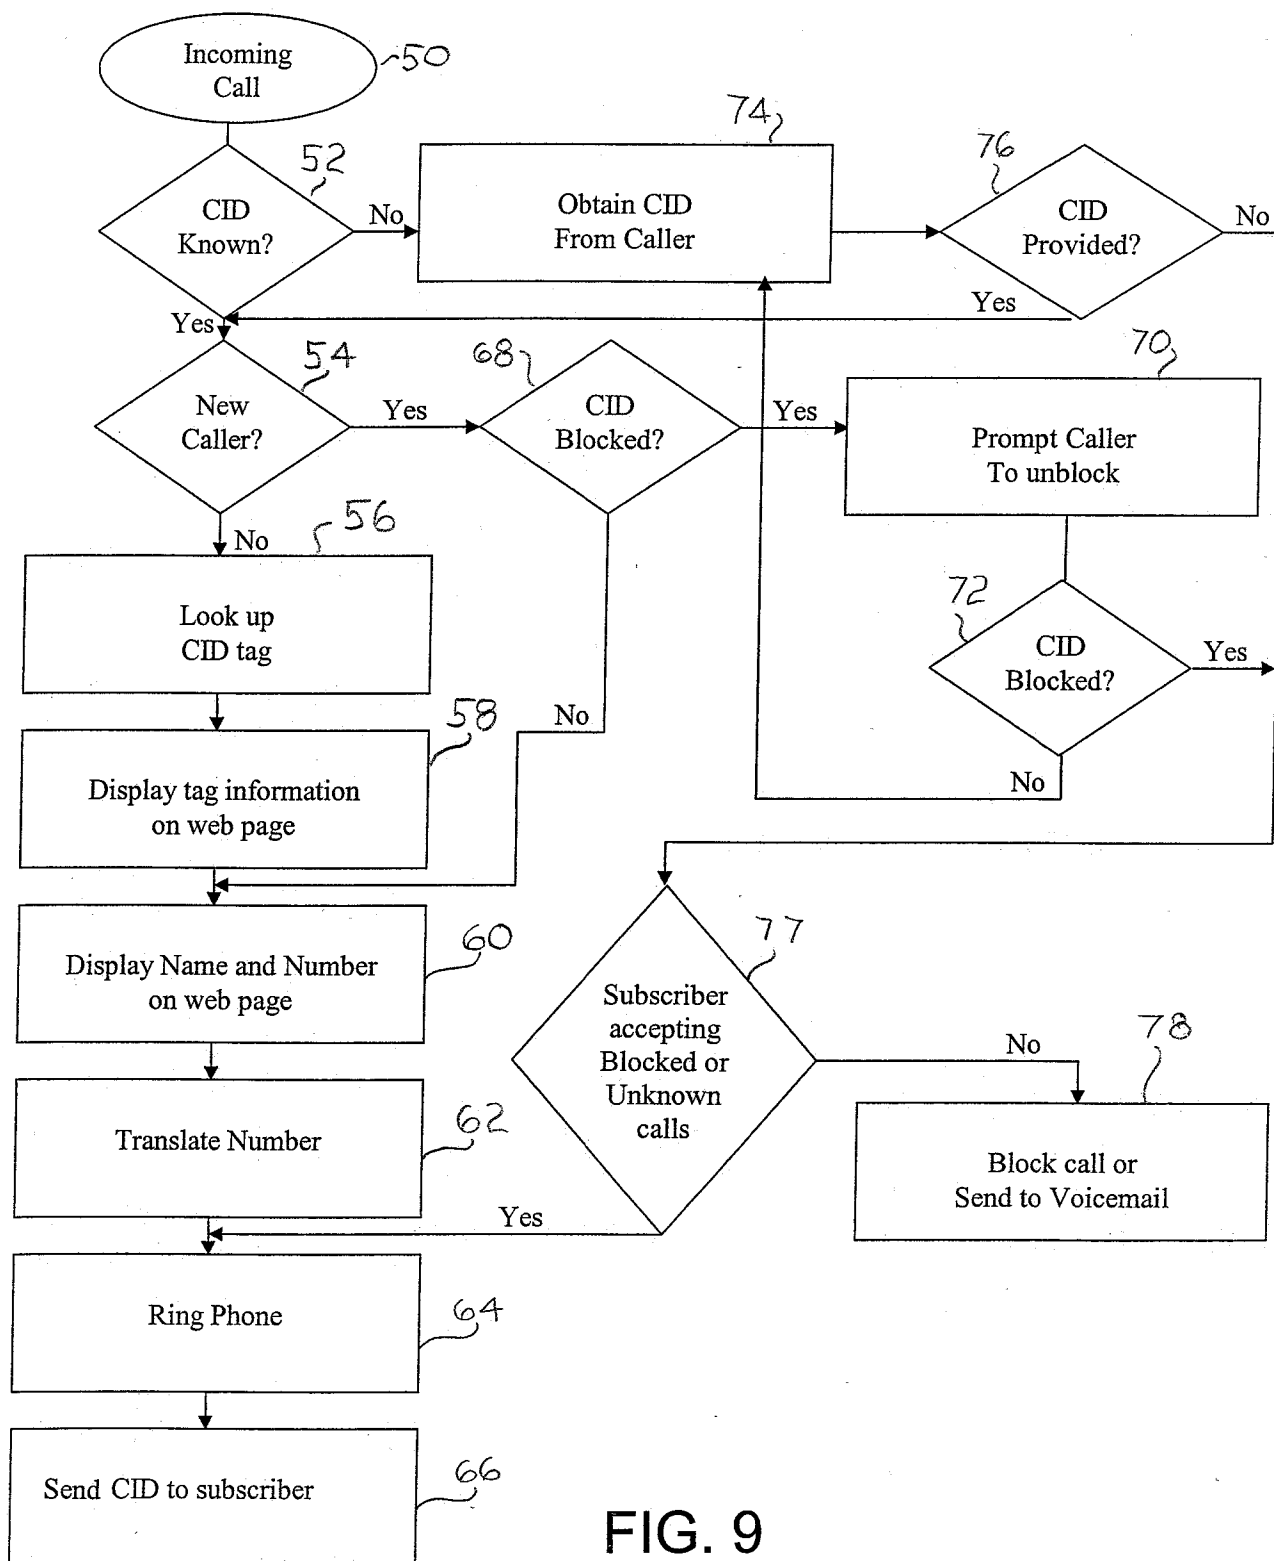 Incoming
Call
50
52
CID
Known?
No
74
Obtain CID
From Caller
76
CID
Provided?
No
Yes
Yes
54
New
Caller?
Yes
68
CID
Blocked?
Yes
70
Prompt Caller
To unblock
No
56
Look up
CID tag
72
CID
Blocked?
Yes
No
No
58
Display tag information
on web page
60
Display Name and Number
on web page
77
Subscriber
accepting
Blocked or
Unknown
calls
No
78
Block call or
Send to Voicemail
62
Translate Number
Yes
64
Ring Phone
66
Send CID to subscriber
FIG. 9